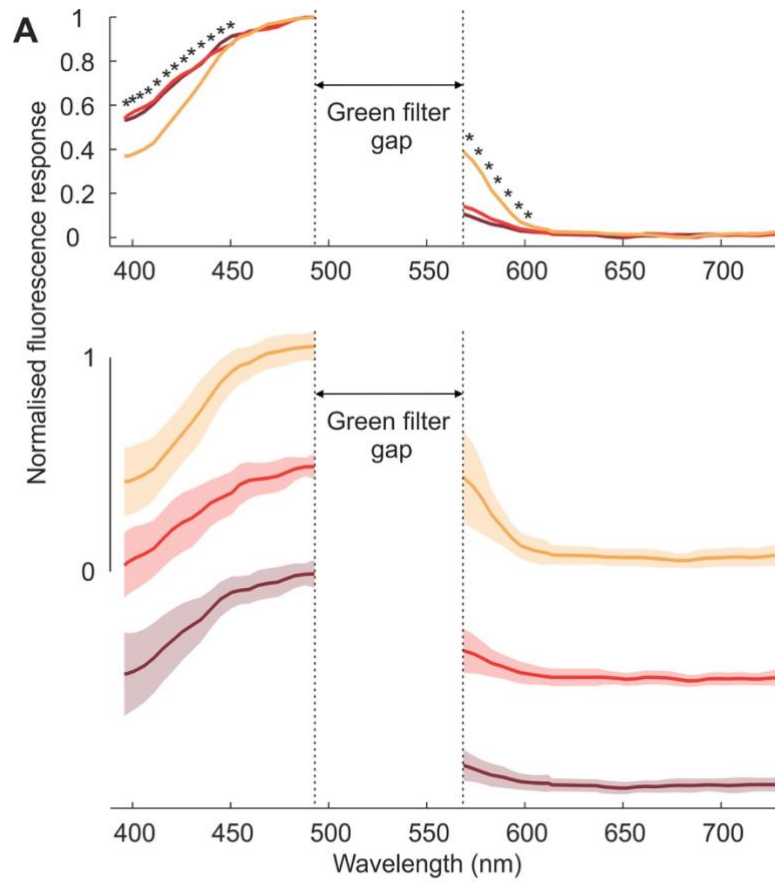 A
1
0.8
0.6
0.4
0.2
0
***************
*******
Green filter
gap
400 450 500 550 600 650 700
Normalised fluorescence response
1
0
Green filter
gap
400 450 500 550 600 650 700
Wavelength (nm)